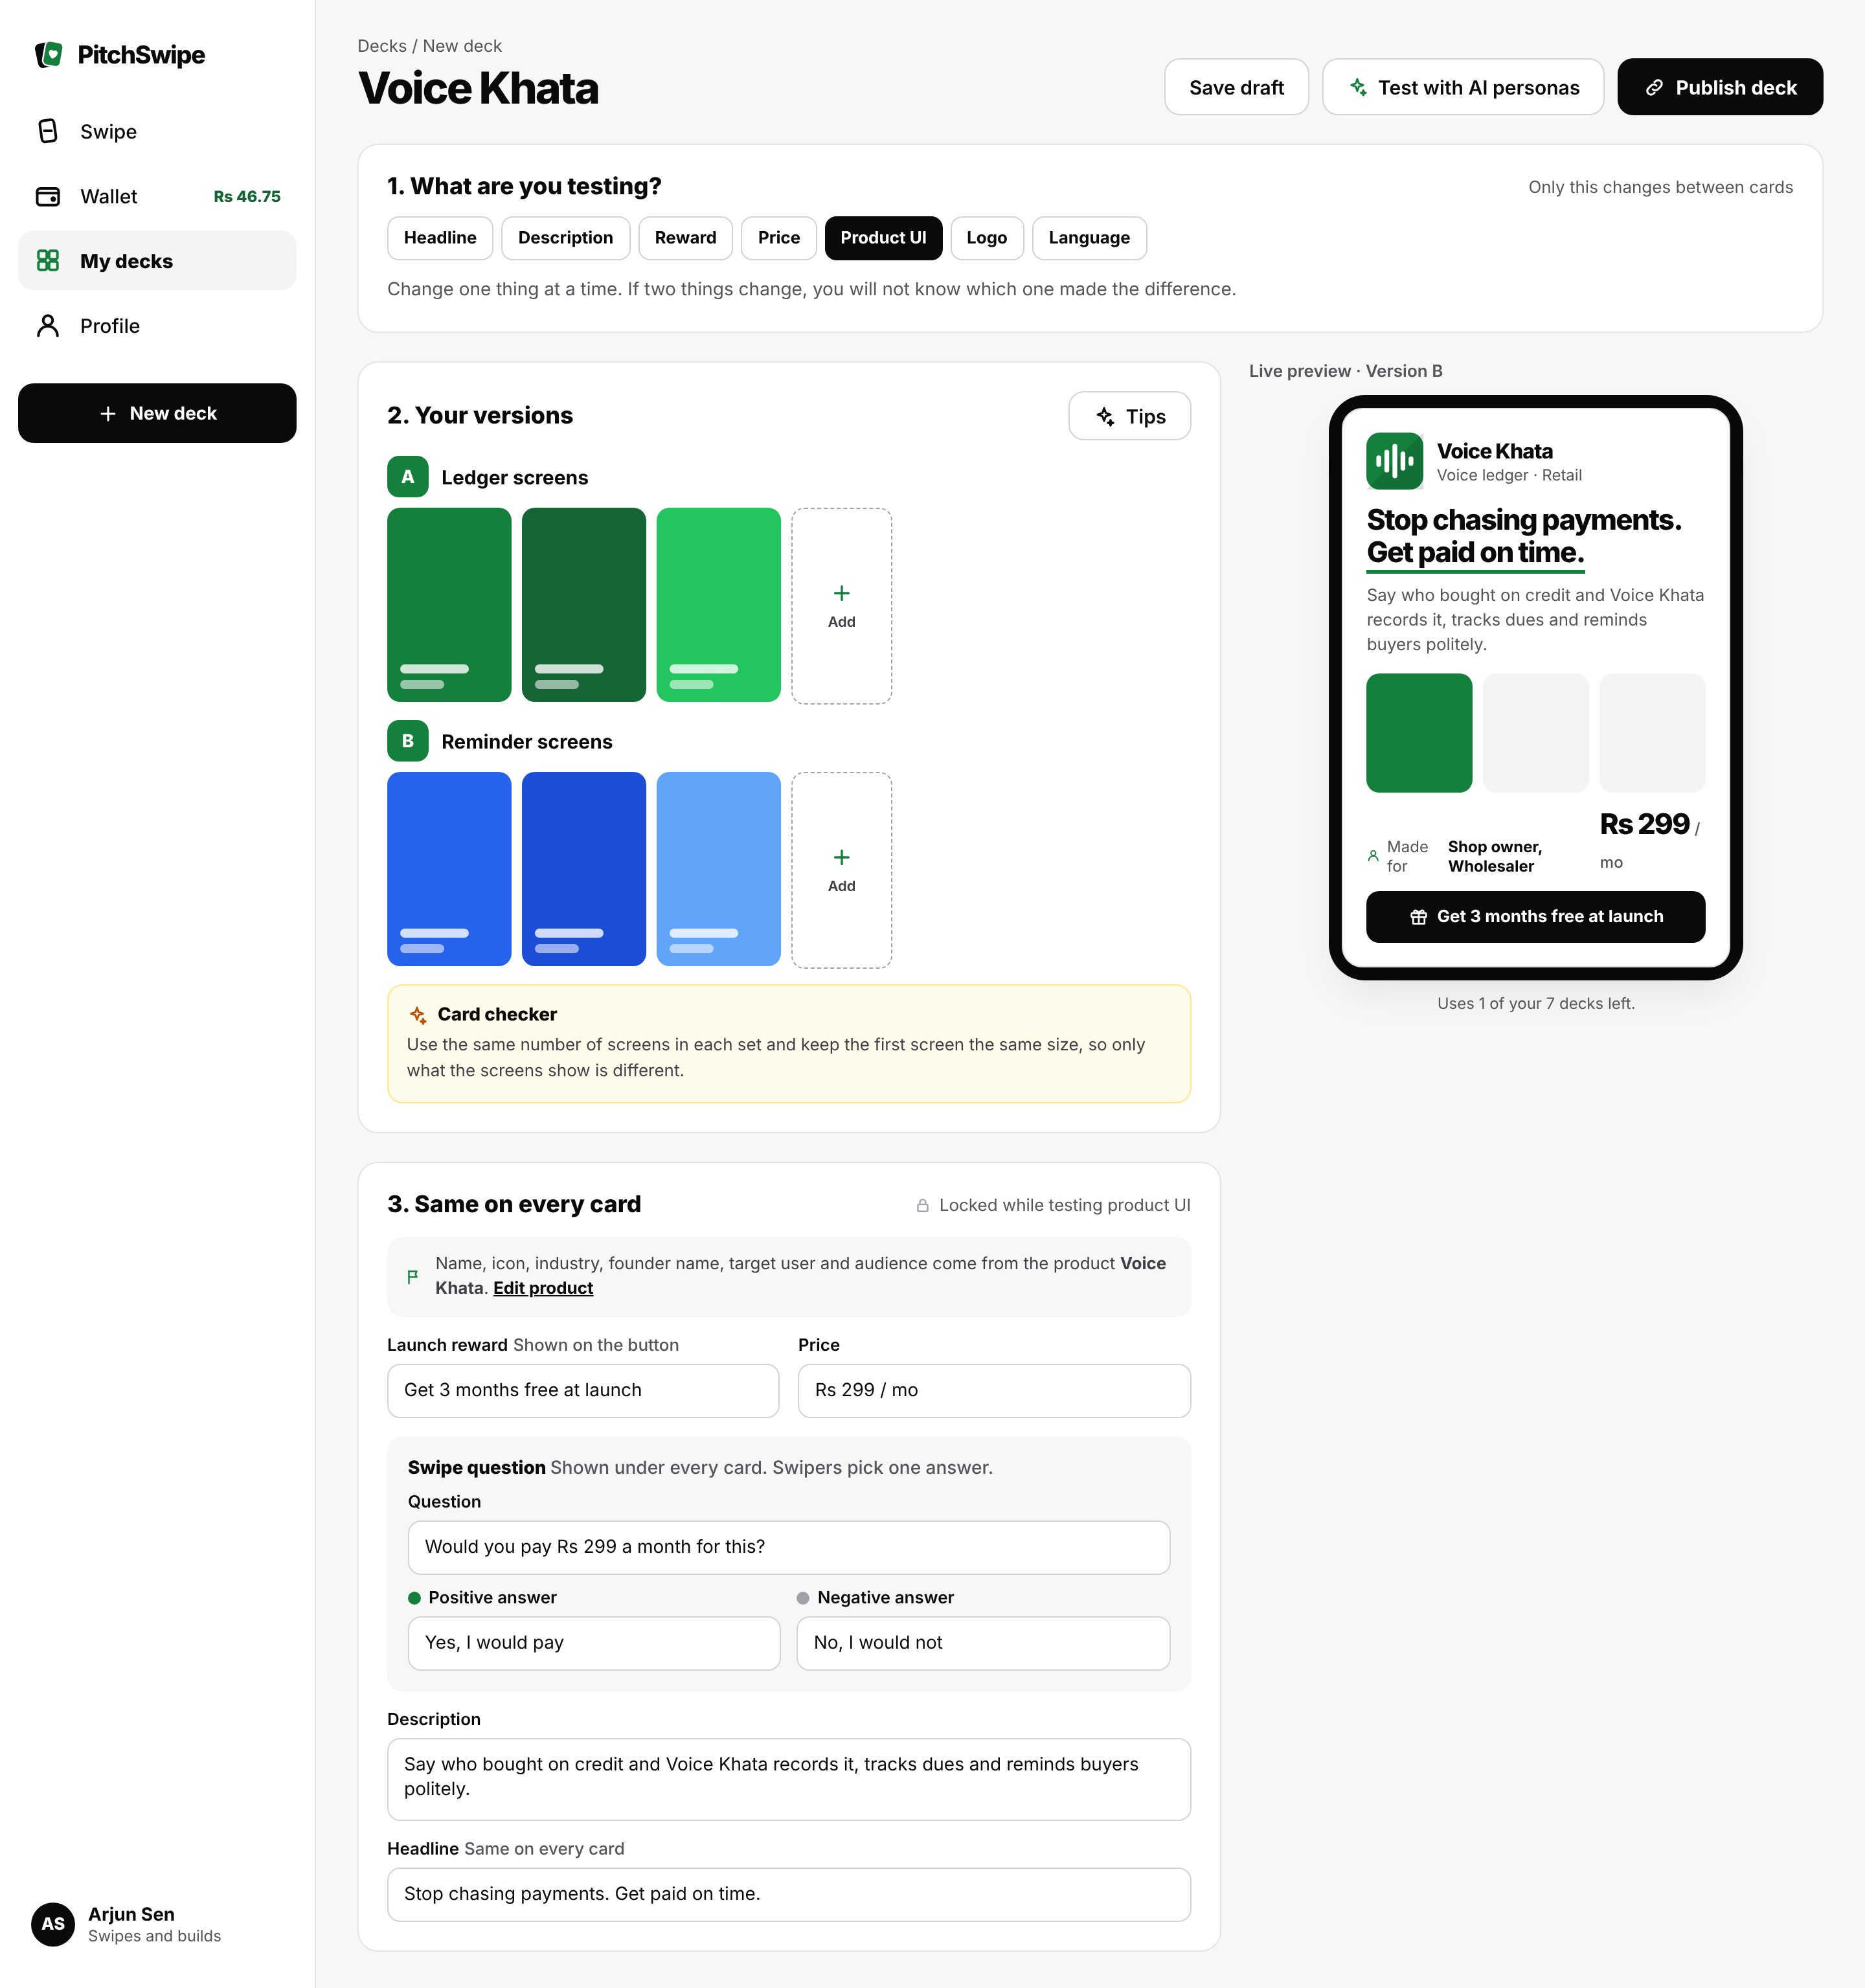 PitchSwipe
Swipe
Wallet
Rs 46.75
My decks
Profile
New deck
AS
Arjun Sen
Swipes and builds
Decks / New deck
Voice Khata
Save draft
Test with AI personas
Publish deck
1. What are you testing?
Only this changes between cards
Headline
Description
Reward
Price
Product UI
Logo
Language
Change one thing at a time. If two things change, you will not know which one made the difference.
2. Your versions
Tips
A
Ledger screens
Add
B
Reminder screens
Add
Card checker
Use the same number of screens in each set and keep the first screen the same size, so only
what the screens show is different.
Live preview · Version B
Voice Khata
Voice ledger · Retail
Stop chasing payments.
Get paid on time.
Say who bought on credit and Voice Khata
records it, tracks dues and reminds
buyers politely.
Made
for
Shop owner,
Wholesaler
Rs 299 /
mo
Get 3 months free at launch
Uses 1 of your 7 decks left.
3. Same on every card
Locked while testing product UI
Name, icon, industry, founder name, target user and audience come from the product Voice
Khata. Edit product
Launch reward Shown on the button
Get 3 months free at launch
Price
Rs 299 / mo
Swipe question Shown under every card. Swipers pick one answer.
Question
Would you pay Rs 299 a month for this?
Positive answer
Yes, I would pay
Negative answer
No, I would not
Description
Say who bought on credit and Voice Khata records it, tracks dues and reminds buyers
politely.
Headline Same on every card
Stop chasing payments. Get paid on time.